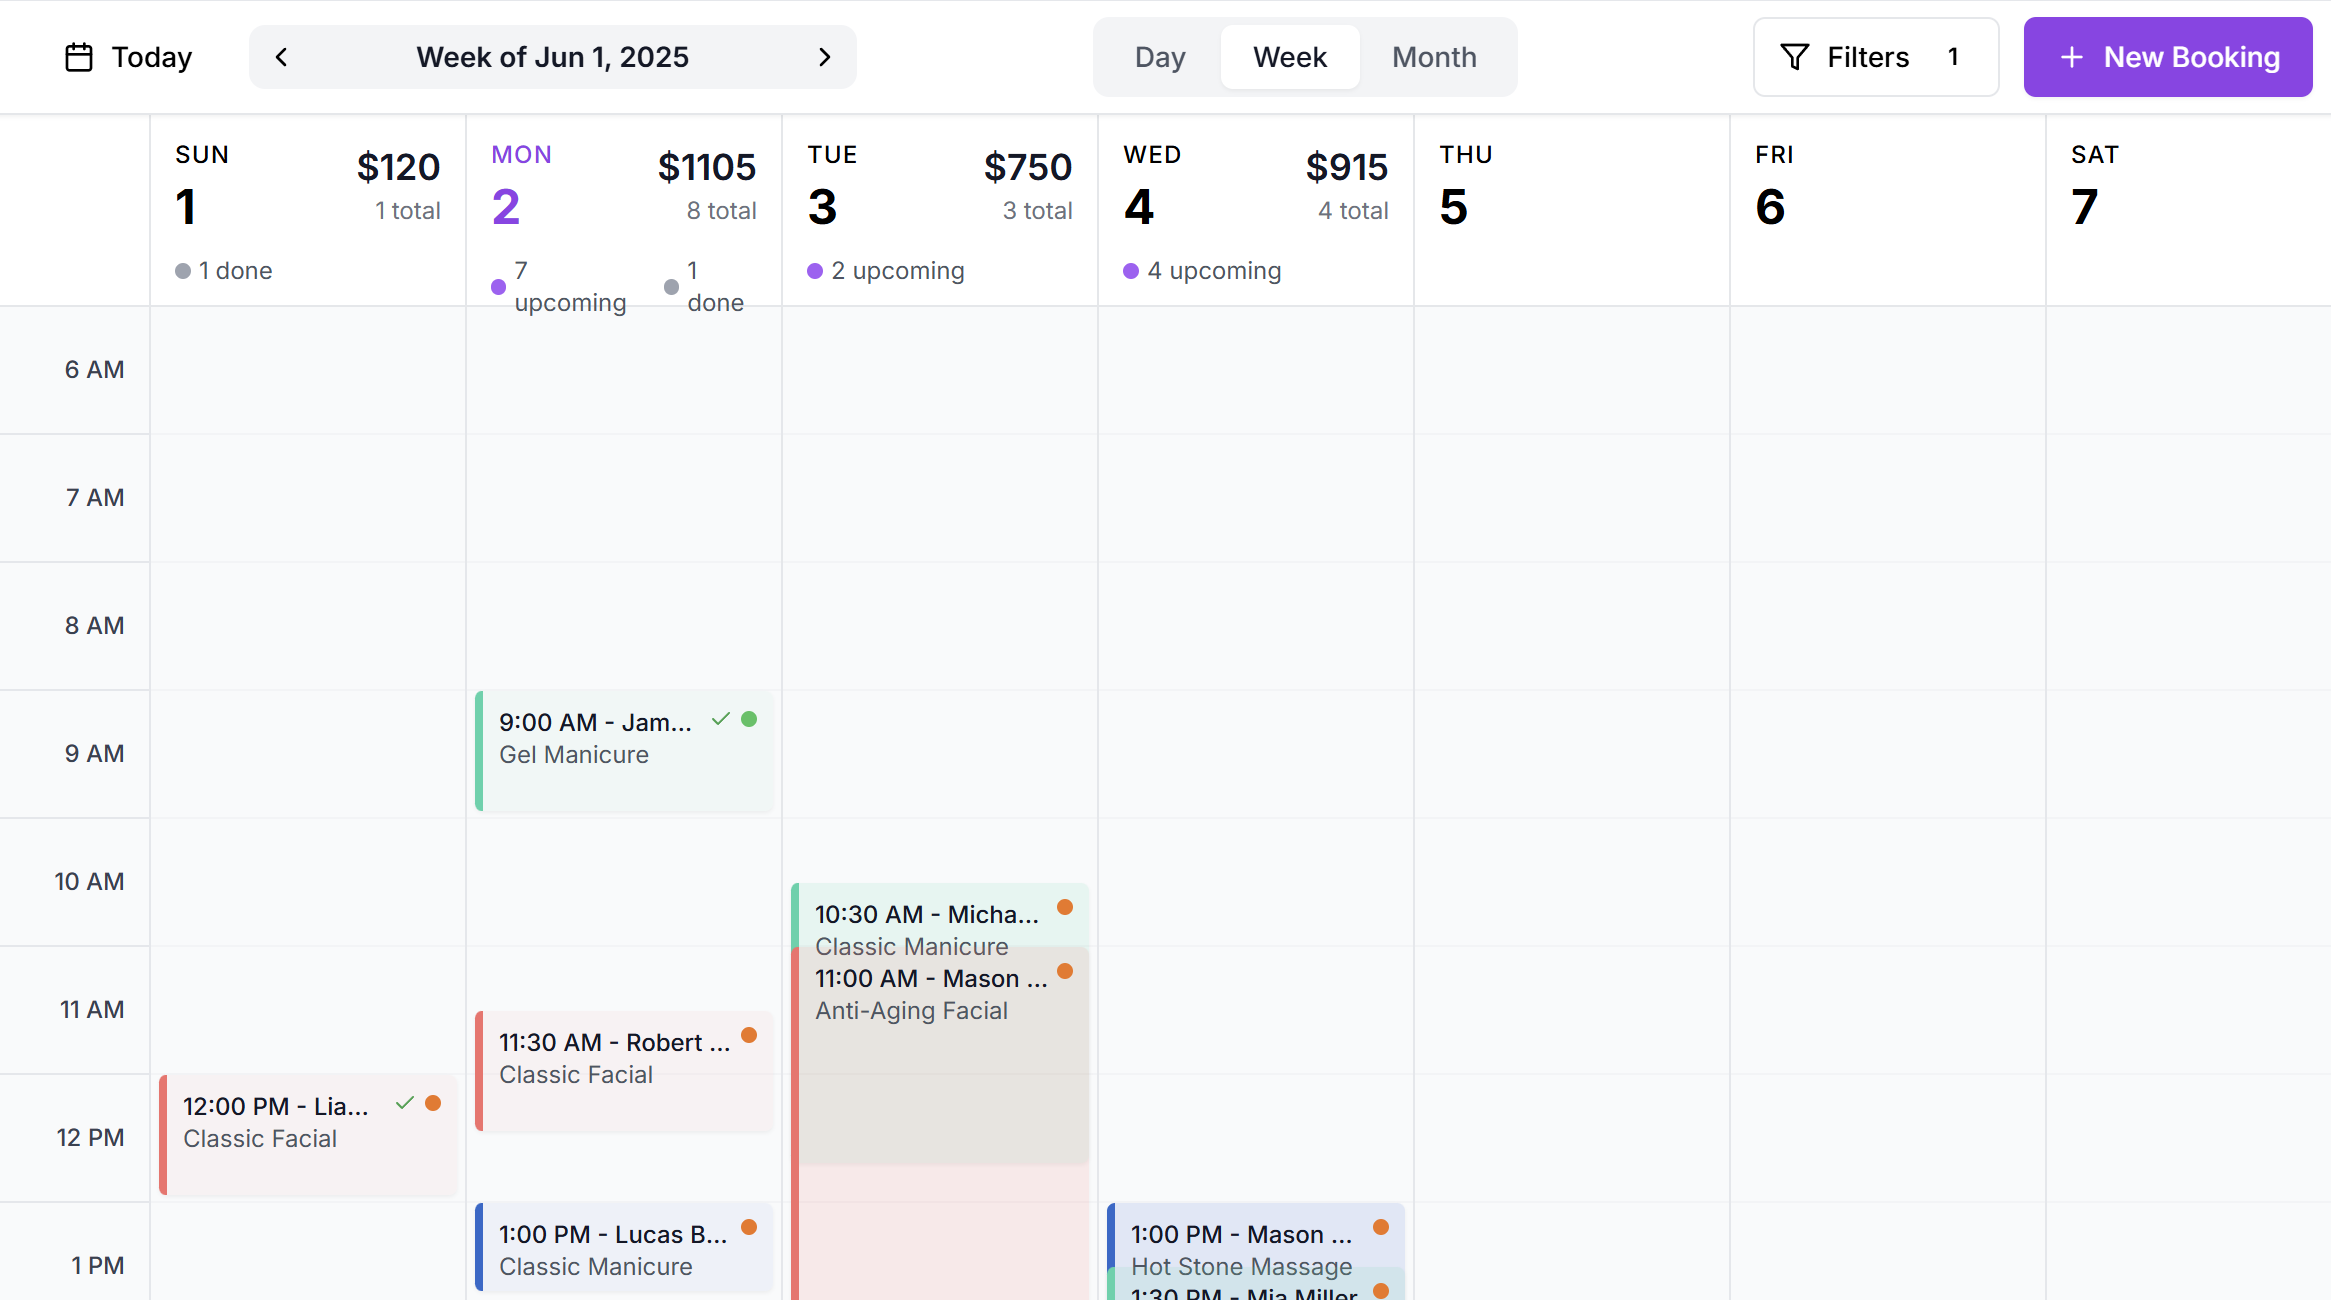 Today
Week of Jun 1, 2025
Day
Week
Month
Filters 1
New Booking
SUN
1
$120
1 total
1 done
MON
2
$1105
8 total
7 upcoming
1 done
TUE
3
$750
3 total
2 upcoming
WED
4
$915
4 total
4 upcoming
THU
5
FRI
6
SAT
7
6 AM
7 AM
8 AM
9 AM
10 AM
11 AM
12 PM
1 PM
12:00 PM - Lia...
Classic Facial
9:00 AM - Jam...
Gel Manicure
11:30 AM - Robert ...
Classic Facial
1:00 PM - Lucas B...
Classic Manicure
10:30 AM - Micha...
Classic Manicure
11:00 AM - Mason ...
Anti-Aging Facial
1:00 PM - Mason ...
Hot Stone Massage
1:30 PM - Mia Miller